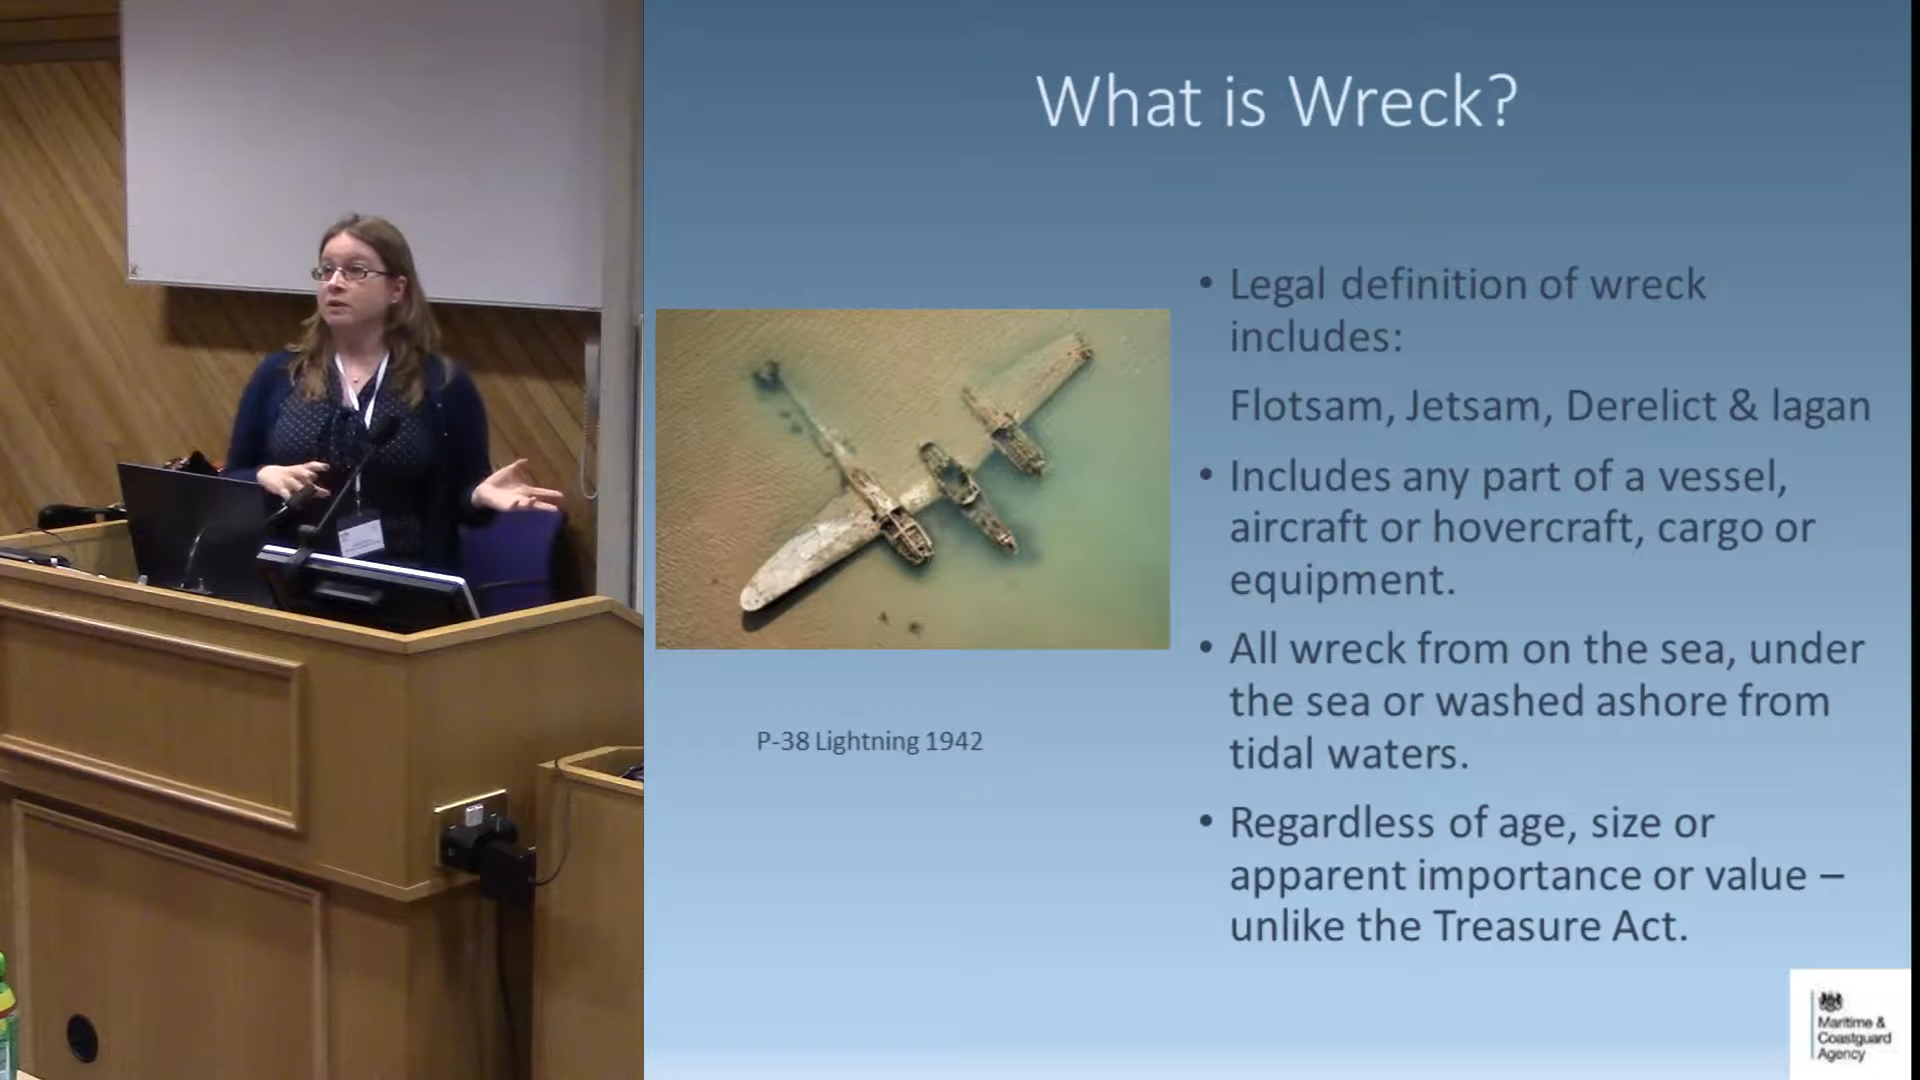 What is Wreck?
• Legal definition of wreck
includes:
Flotsam, Jetsam, Derelict & lagan
• Includes any part of a vessel,
aircraft or hovercraft, cargo or
equipment.
• All wreck from on the sea, under
the sea or washed ashore from
tidal waters.
• Regardless of age, size or
apparent importance or value –
unlike the Treasure Act.
P-38 Lightning 1942
Maritime &
Coastguard
Agency